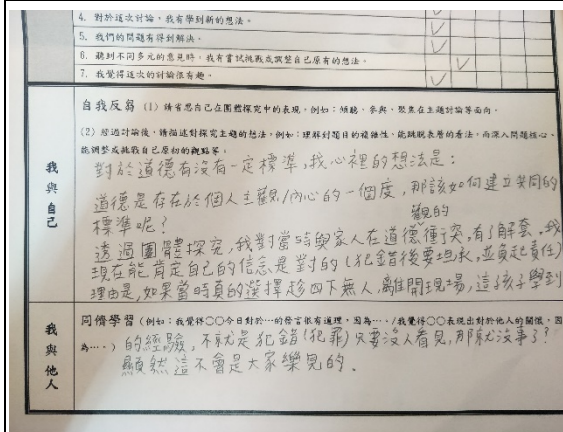 4. 對於這次討論,我有學到新的想法。
5. 我們的問題有得到解決。
6. 聽到不同多元的意見時,我有嘗試挑戰或調整自己原有的想法。
7. 我覺得這次的討論很有趣。
自我反芻 (1) 請省思自己在團體探究中的表現。例如:傾聽、參與、聚焦在主題討論等面向。
(2) 經過討論後,請描述對探究主題的想法。例如:理解到題目的複雜性、能跳脫表層的看法,而深入問題核心、
能調整或挑戰自己原初的觀點等。
我與自己
對於道德有沒有一定標準,我心裡的想法是:
道德是存在於個人主觀/內心的一個度,那該如何建立共同的
標準呢?
觀的
透過團體探究,我對當時與家人在道德衝突,有了解套,我
現在能肯定自己的信念是對的(犯錯後要坦承,並負起責任)
理由是,如果當時真的選擇趁四下無人,離開現場,這孩子學到
我與他人
同儕學習(例如:我覺得〇〇今日對於…的發言很有道理,因為…。/我覺得〇〇表現出對於他人的關懷,因
為…。)
的經驗,不就是犯錯(犯罪)只要沒人看見,那就沒事了?
顯然這不會是大家樂見的。